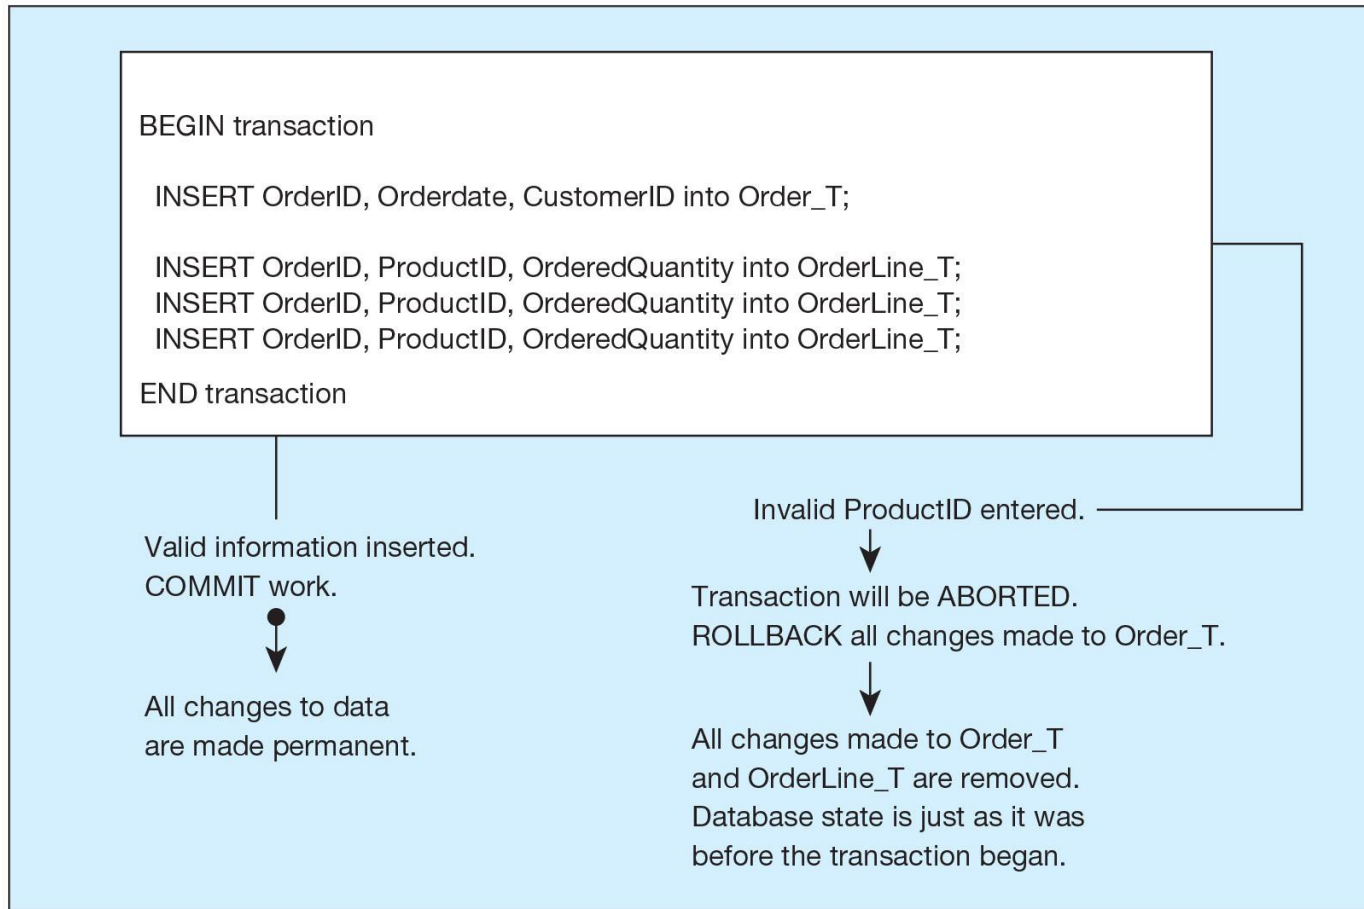 BEGIN transaction
INSERT OrderID, Orderdate, CustomerID into Order_T;
INSERT OrderID, ProductID, OrderedQuantity into OrderLine_T;
INSERT OrderID, ProductID, OrderedQuantity into OrderLine_T;
INSERT OrderID, ProductID, OrderedQuantity into OrderLine_T;
END transaction
Valid information inserted.
COMMIT work.
All changes to data
are made permanent.
Invalid ProductID entered.
Transaction will be ABORTED.
ROLLBACK all changes made to Order_T.
All changes made to Order_T
and OrderLine_T are removed.
Database state is just as it was
before the transaction began.